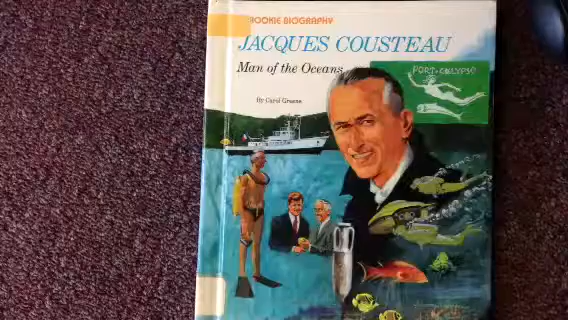 ROOKIE BIOGRAPHY
JACQUES COUSTEAU
Man of the Oceans
By Carol Greene
PORT-CALYPSO